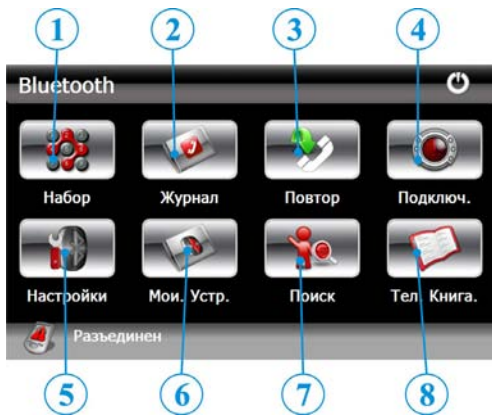 1 2 3 4
Bluetooth
Набор Журнал Повтор Подключ.
Настройки Мои. Устр. Поиск Тел. Книга.
Разъединен
5 6 7 8